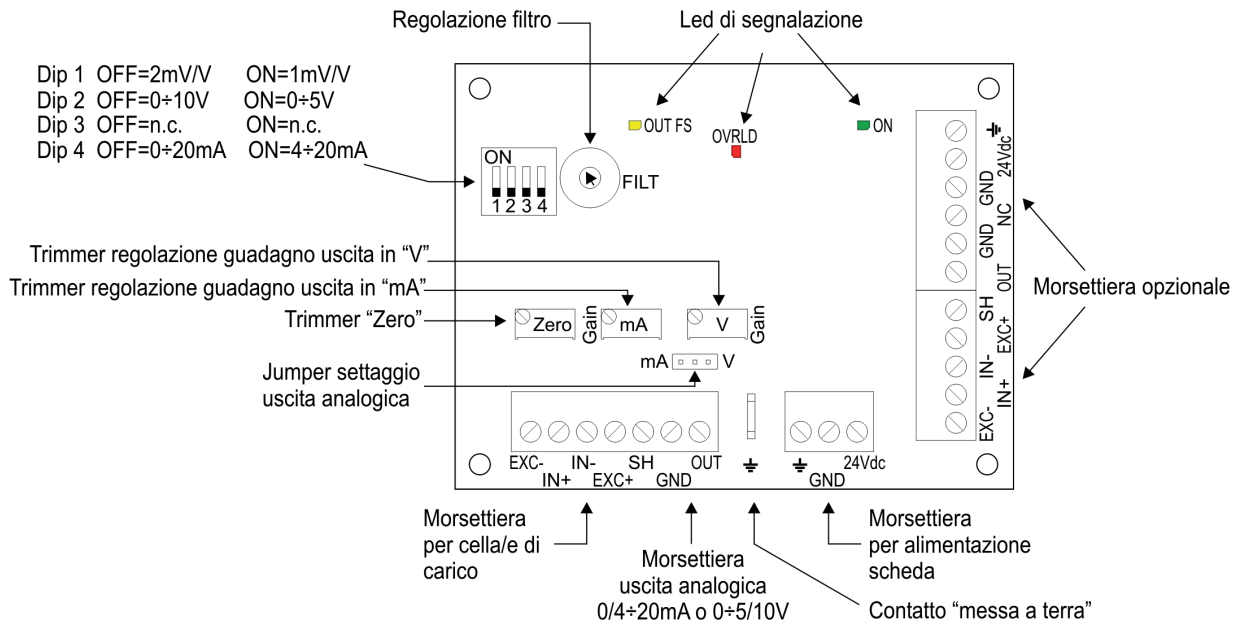 Regolazione filtro
Led di segnalazione
Dip 1 OFF=2mV/V ON=1mV/V
Dip 2 OFF=0÷10V ON=0÷5V
Dip 3 OFF=n.c. ON=n.c.
Dip 4 OFF=0÷20mA ON=4÷20mA
OUT FS
OVRLD
ON
ON
1 2 3 4
FILT
24Vdc
GND
NC
GND
OUT
SH
EXC+
IN-
IN+
EXC-
Morsettiera opzionale
Trimmer regolazione guadagno uscita in “V”
Trimmer regolazione guadagno uscita in “mA”
Trimmer “Zero”
Zero
Gain
mA
V
Gain
mA V
Jumper settaggio
uscita analogica
EXC- IN- SH OUT
IN+ EXC+ GND
24Vdc
GND
Morsettiera
per cella/e di
carico
Morsettiera
uscita analogica
0/4÷20mA o 0÷5/10V
Morsettiera
per alimentazione
scheda
Contatto “messa a terra”